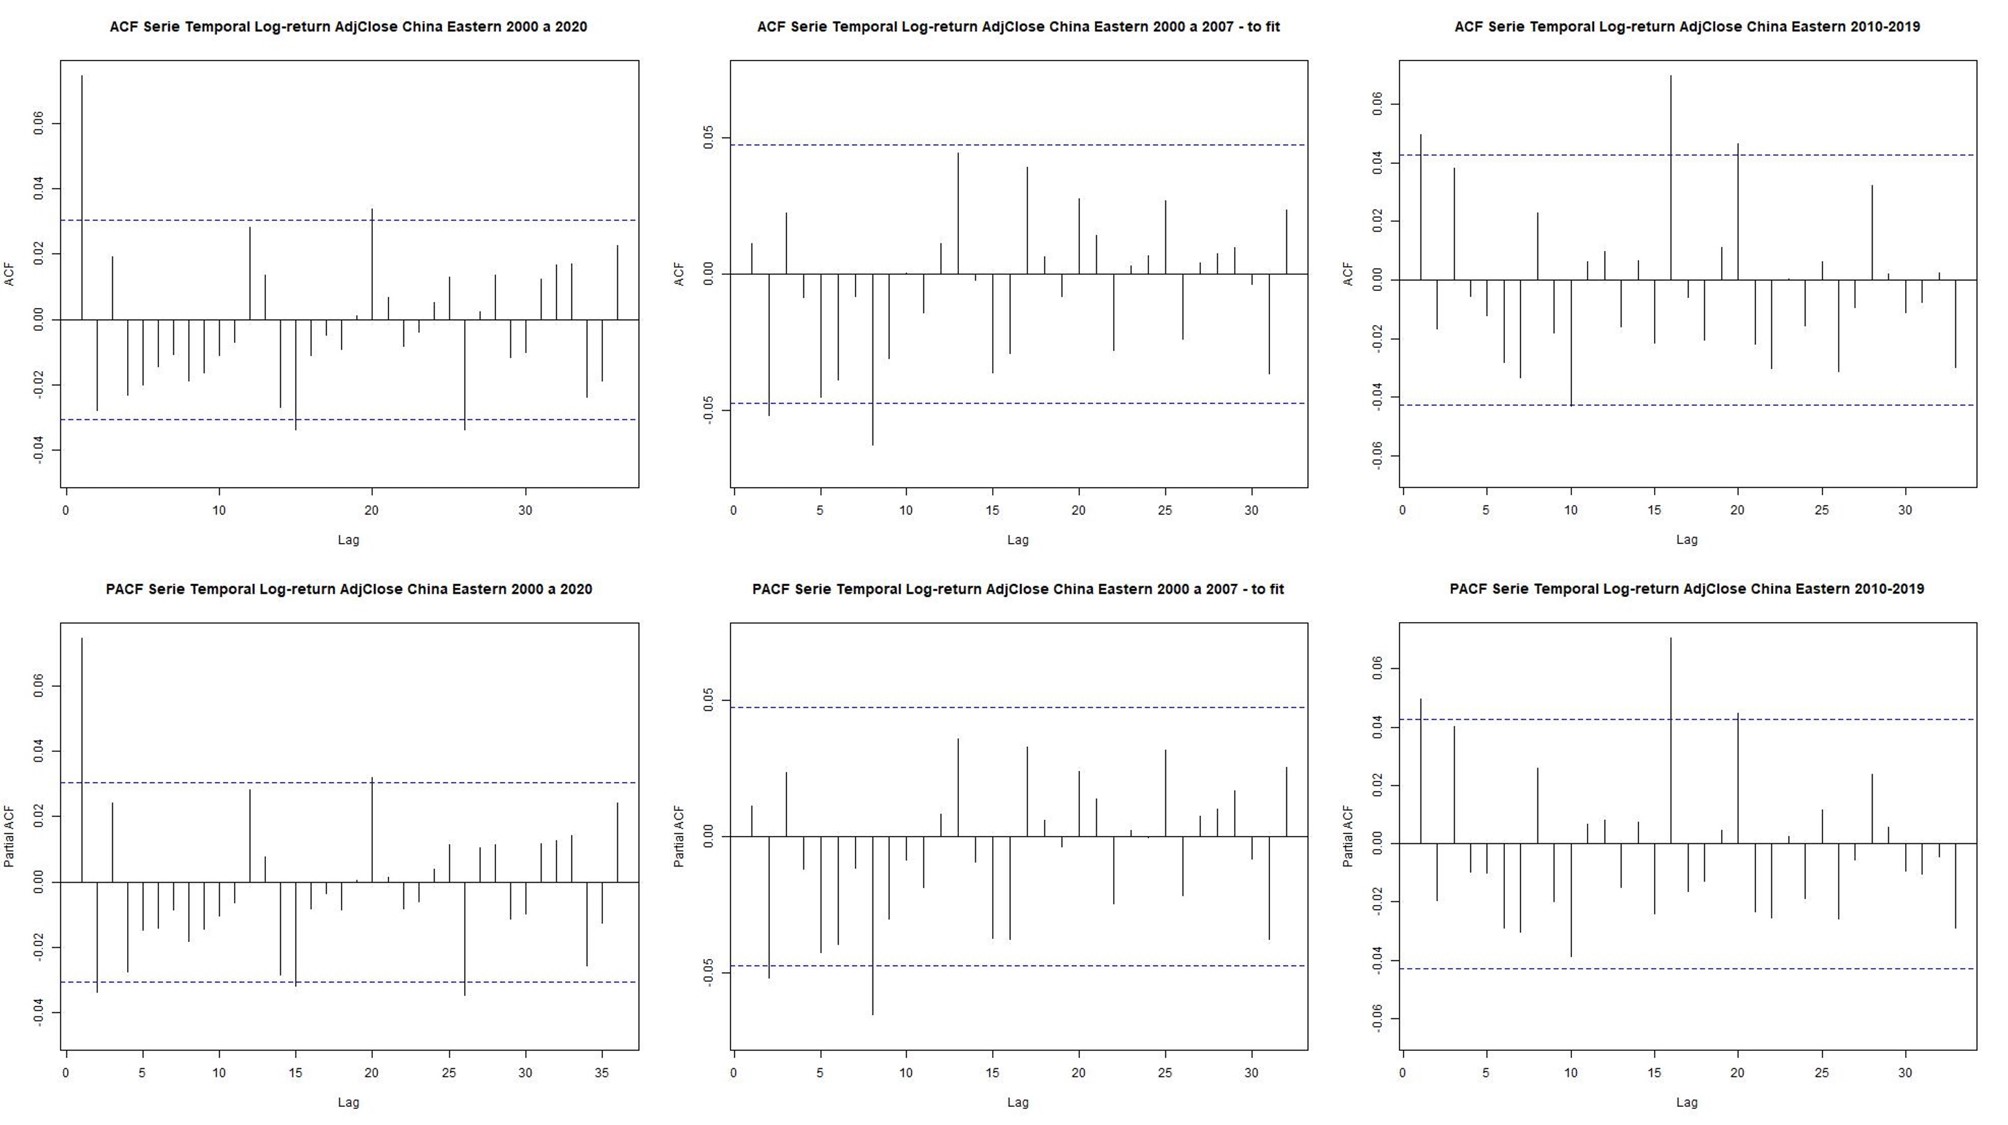 ACF Serie Temporal Log-return AdjClose China Eastern 2000 a 2020
ACF
0.06
0.04
0.02
0.00
-0.02
-0.04
0 10 20 30
Lag
ACF Serie Temporal Log-return AdjClose China Eastern 2000 a 2007 - to fit
ACF
0.05
0.00
-0.05
0 5 10 15 20 25 30
Lag
ACF Serie Temporal Log-return AdjClose China Eastern 2010-2019
ACF
0.06
0.04
0.02
0.00
-0.02
-0.04
-0.06
0 5 10 15 20 25 30
Lag
PACF Serie Temporal Log-return AdjClose China Eastern 2000 a 2020
Partial ACF
0.06
0.04
0.02
0.00
-0.02
-0.04
0 5 10 15 20 25 30 35
Lag
PACF Serie Temporal Log-return AdjClose China Eastern 2000 a 2007 - to fit
Partial ACF
0.05
0.00
-0.05
0 5 10 15 20 25 30
Lag
PACF Serie Temporal Log-return AdjClose China Eastern 2010-2019
Partial ACF
0.06
0.04
0.02
0.00
-0.02
-0.04
-0.06
0 5 10 15 20 25 30
Lag